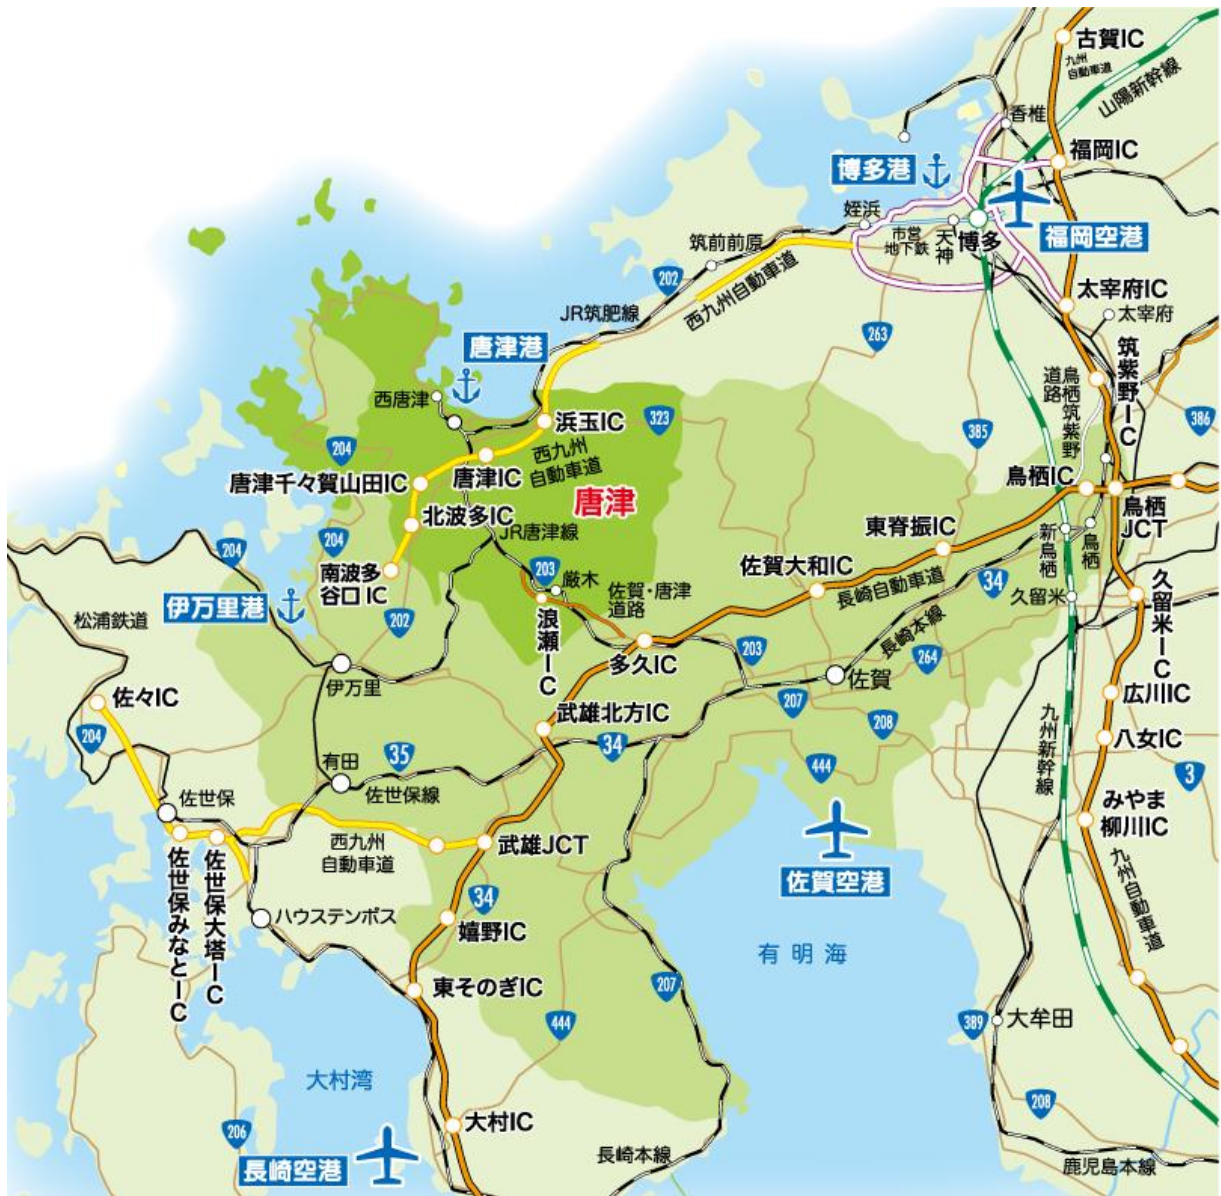 古賀IC
九州
自動車道
山陽新幹線
香椎
福岡IC
博多港
姪浜
市営
地下鉄
天神
博多
福岡空港
筑前前原
202
西九州自動車道
JR筑肥線
263
太宰府IC
太宰府
唐津港
西唐津
筑紫野IC
鳥栖筑紫野
道路
204
浜玉IC
323
385
386
西九州
自動車道
唐津IC
唐津千々賀山田IC
唐津
鳥栖IC
鳥栖
JCT
北波多IC
JR唐津線
東脊振IC
新鳥栖
鳥栖
204
204
南波多
谷口IC
203
厳木
佐賀・唐津
道路
佐賀大和IC
長崎自動車道
34
久留米
久留米IC
伊万里港
松浦鉄道
202
浪瀬IC
多久IC
203
長崎本線
264
伊万里
佐賀
207
208
佐々IC
204
武雄北方IC
34
広川IC
八女IC
九州新幹線
有田
35
佐世保線
444
3
佐世保
みやま
柳川IC
西九州
自動車道
武雄JCT
佐賀空港
佐世保みなとIC
佐世保大塔IC
34
九州自動車道
ハウステンボス
嬉野IC
有明海
東そのぎIC
207
444
389
大牟田
大村湾
208
大村IC
206
長崎空港
長崎本線
鹿児島本線